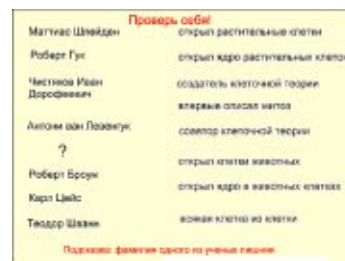 Проверь себя!
Маттиас Шлейден
открыл растительные клетки
Роберт Гук
открыл ядро растительные клеток
Чистяков Иван
Дорофеевич
создатель клеточной теории
впервые описал митоз
Антони ван Левенгук
соавтор клеточной теории
?
открыл клетки животных
Роберт Броун
открыл ядро в животных клетках
Карл Цейс
Теодор Шванн
всякая клетка из клетки
Подсказка: фамилия одного из ученых лишняя